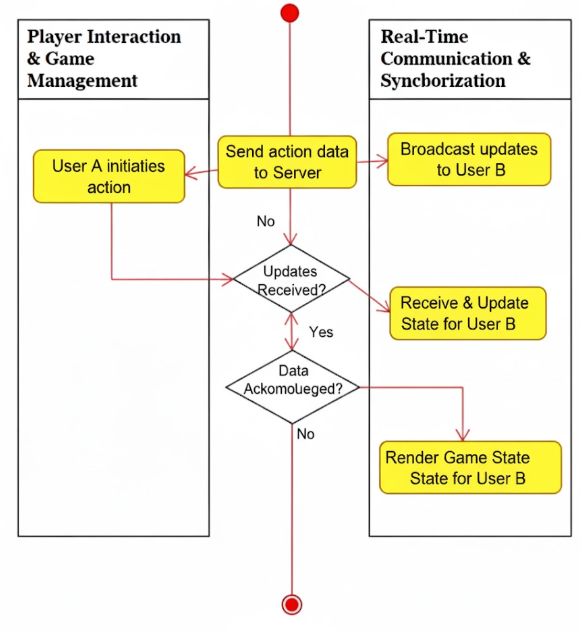 Player Interaction
& Game
Management
Real-Time
Communication &
Syncborization
User A initiaties
action
Send action data
to Server
Broadcast updates
to User B
No
Updates
Received?
Receive & Update
State for User B
Yes
Data
Ackomolueged?
No
Render Game State
State for User B